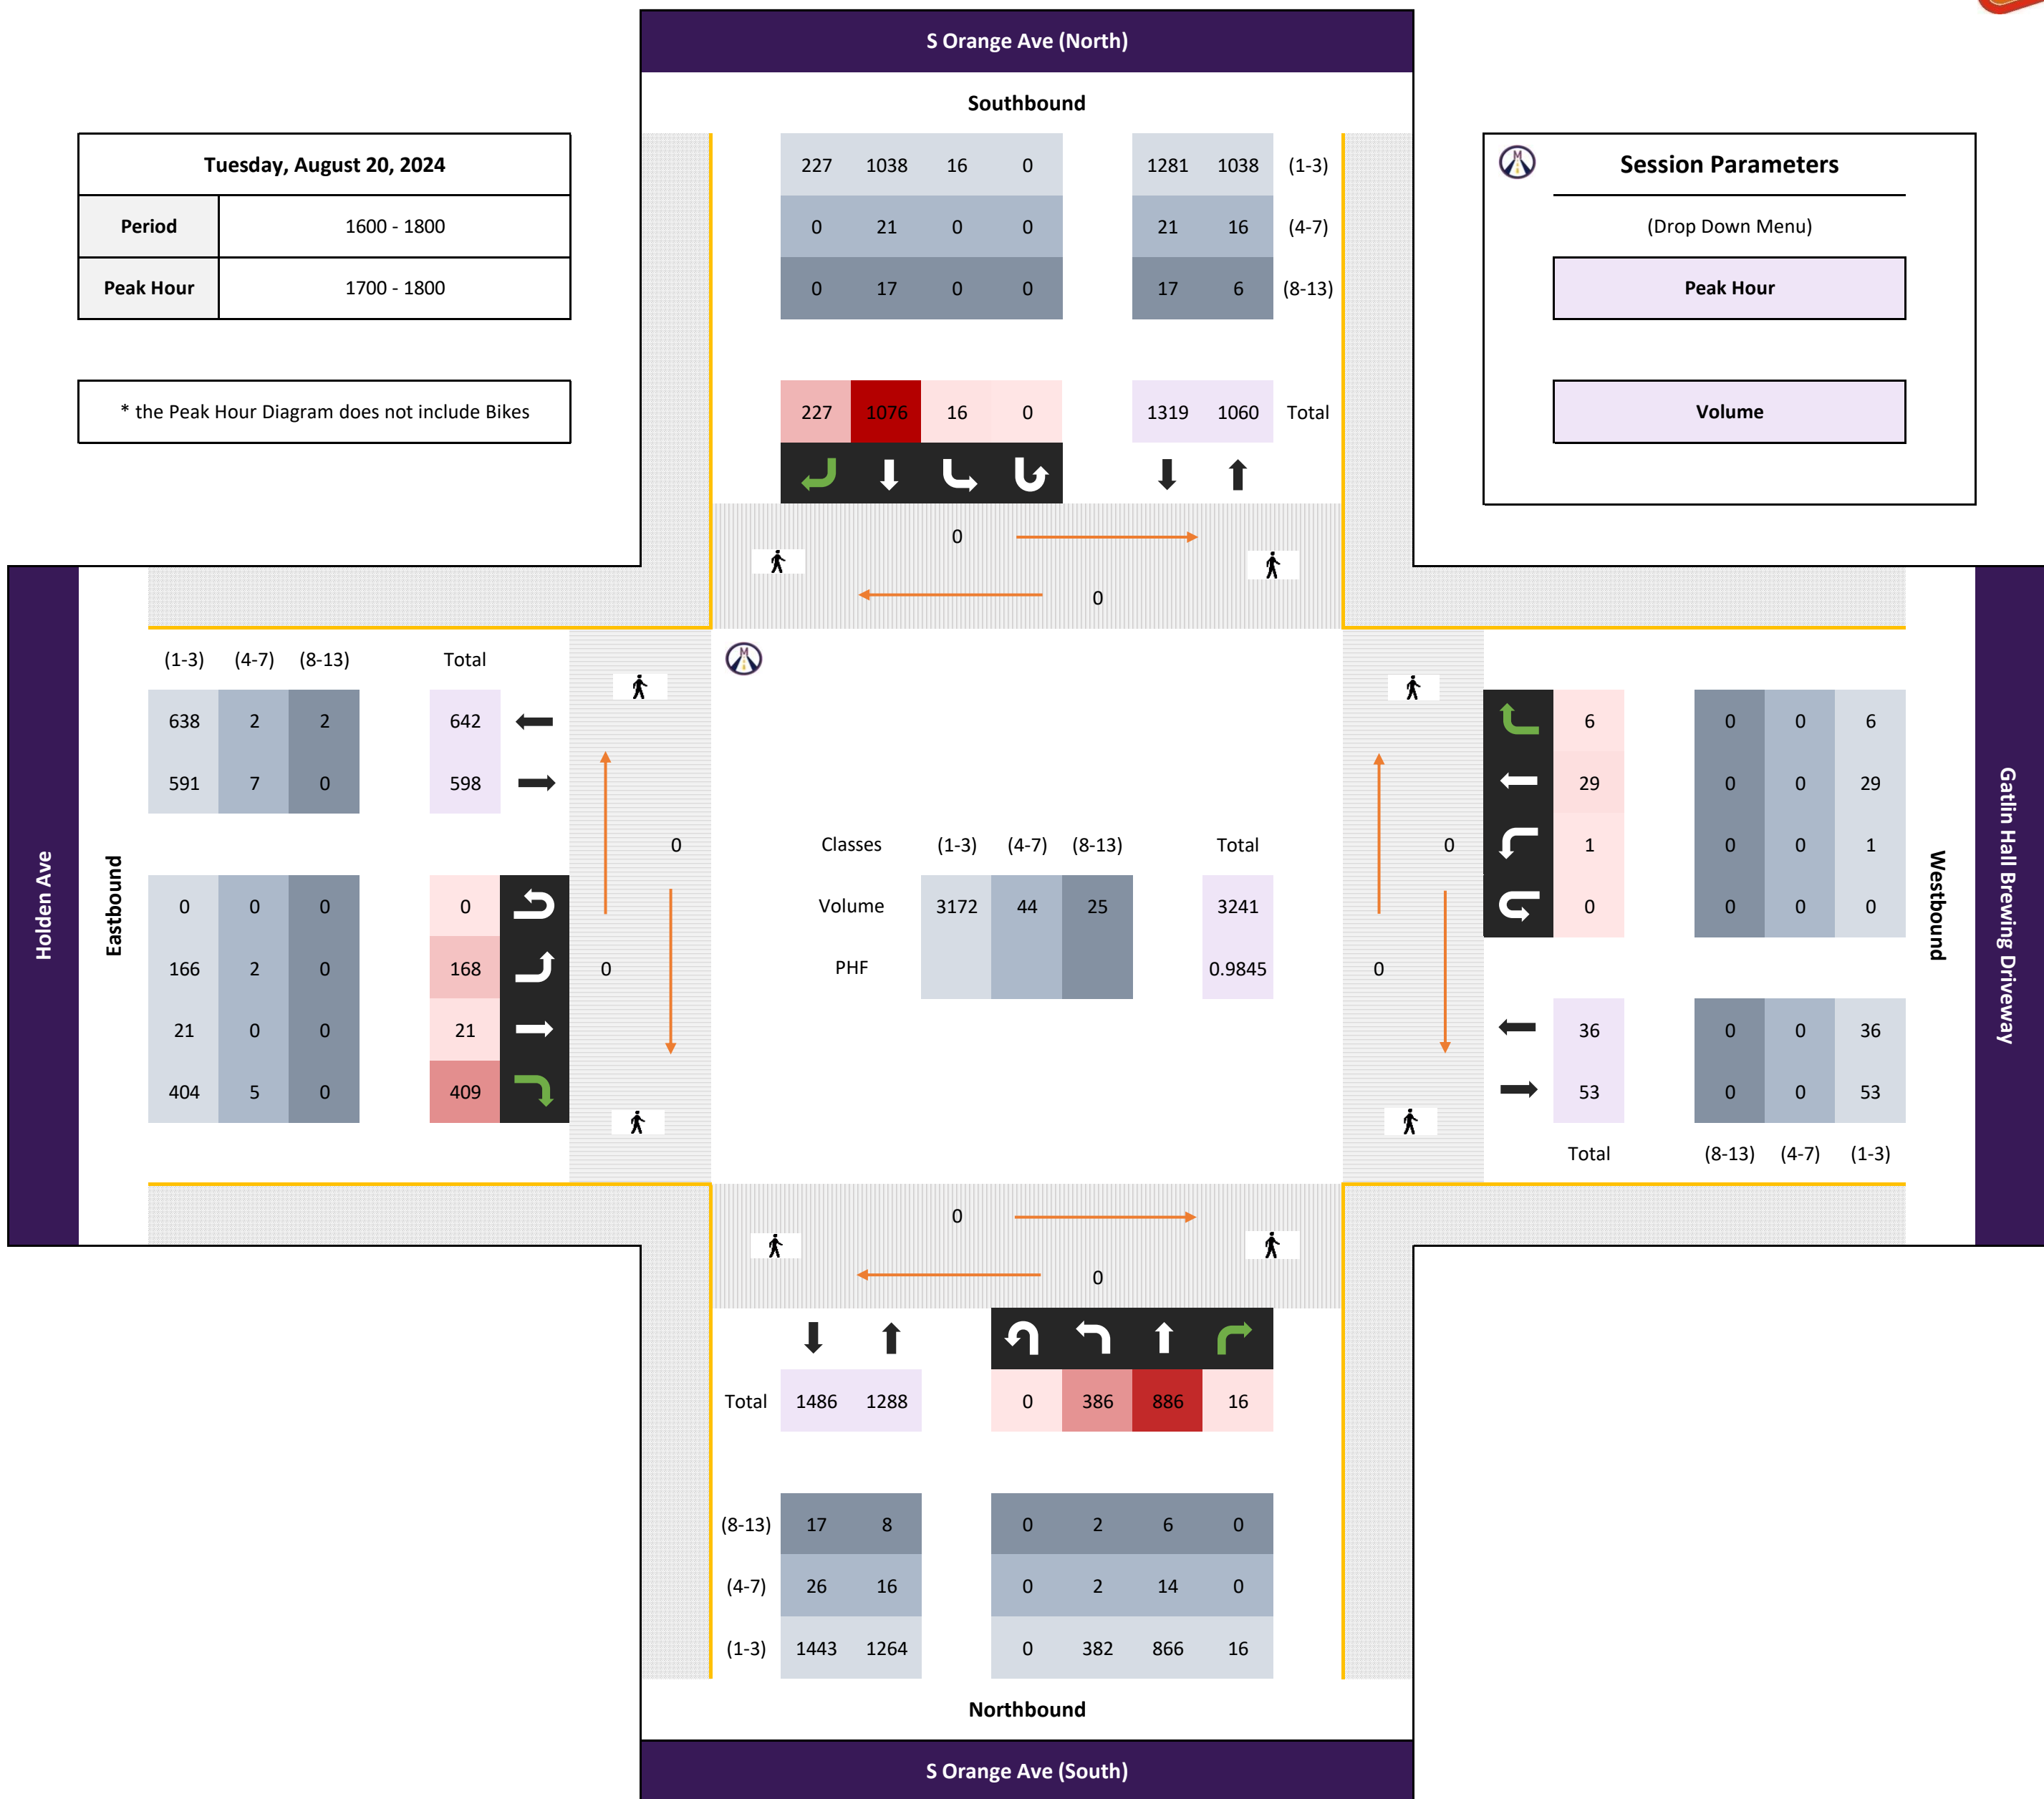 S Orange Ave (North)
Southbound
Tuesday, August 20, 2024
Period 1600 - 1800
Peak Hour 1700 - 1800
* the Peak Hour Diagram does not include Bikes
227 1038 16 0 1281 1038 (1-3)
0 21 0 0 21 16 (4-7)
0 17 0 0 17 6 (8-13)
227 1076 16 0 1319 1060 Total
M
Session Parameters
(Drop Down Menu)
Peak Hour
Volume
0
0
Holden Ave
Eastbound
(1-3) (4-7) (8-13) Total
638 2 2 642
591 7 0 598
0 0 0 0
166 2 0 168
21 0 0 21
404 5 0 409
0
0
M
Classes (1-3) (4-7) (8-13) Total
Volume 3172 44 25 3241
PHF 0.9845
0
0
6 0 0 6
29 0 0 29
1 0 0 1
0 0 0 0
36 0 0 36
53 0 0 53
Total (8-13) (4-7) (1-3)
Westbound
Gatlin Hall Brewing Driveway
0
0
Total 1486 1288 0 386 886 16
(8-13) 17 8 0 2 6 0
(4-7) 26 16 0 2 14 0
(1-3) 1443 1264 0 382 866 16
Northbound
S Orange Ave (South)